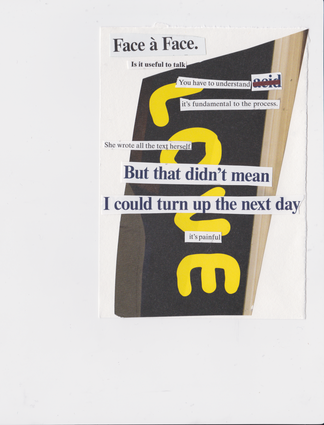 Face à Face.
Is it useful to talk
You have to understand acid
it's fundamental to the process.
She wrote all the text herself
But that didn't mean
I could turn up the next day
it's painful
LOVE